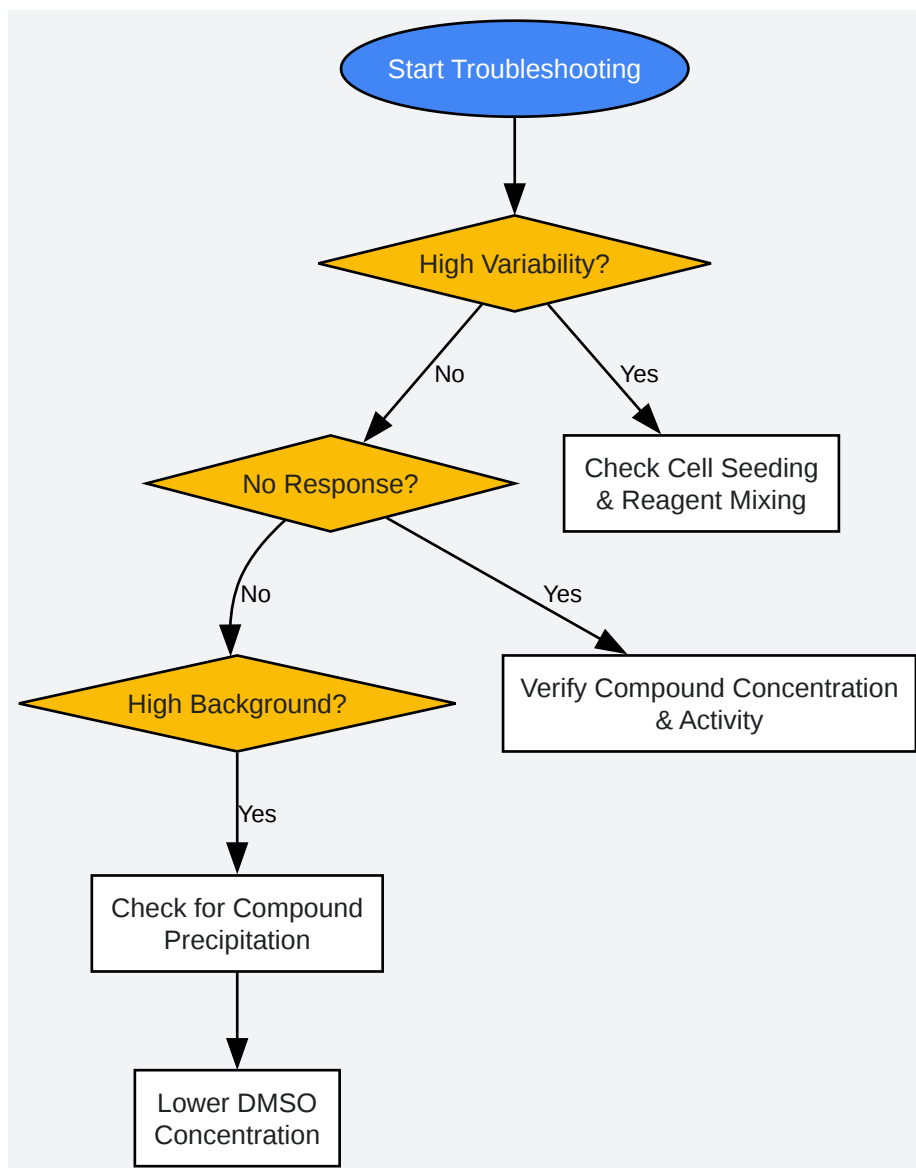 Start Troubleshooting
High Variability?
No
Yes
No Response?
Check Cell Seeding
& Reagent Mixing
No
Yes
High Background?
Verify Compound Concentration
& Activity
Yes
Check for Compound
Precipitation
Lower DMSO
Concentration